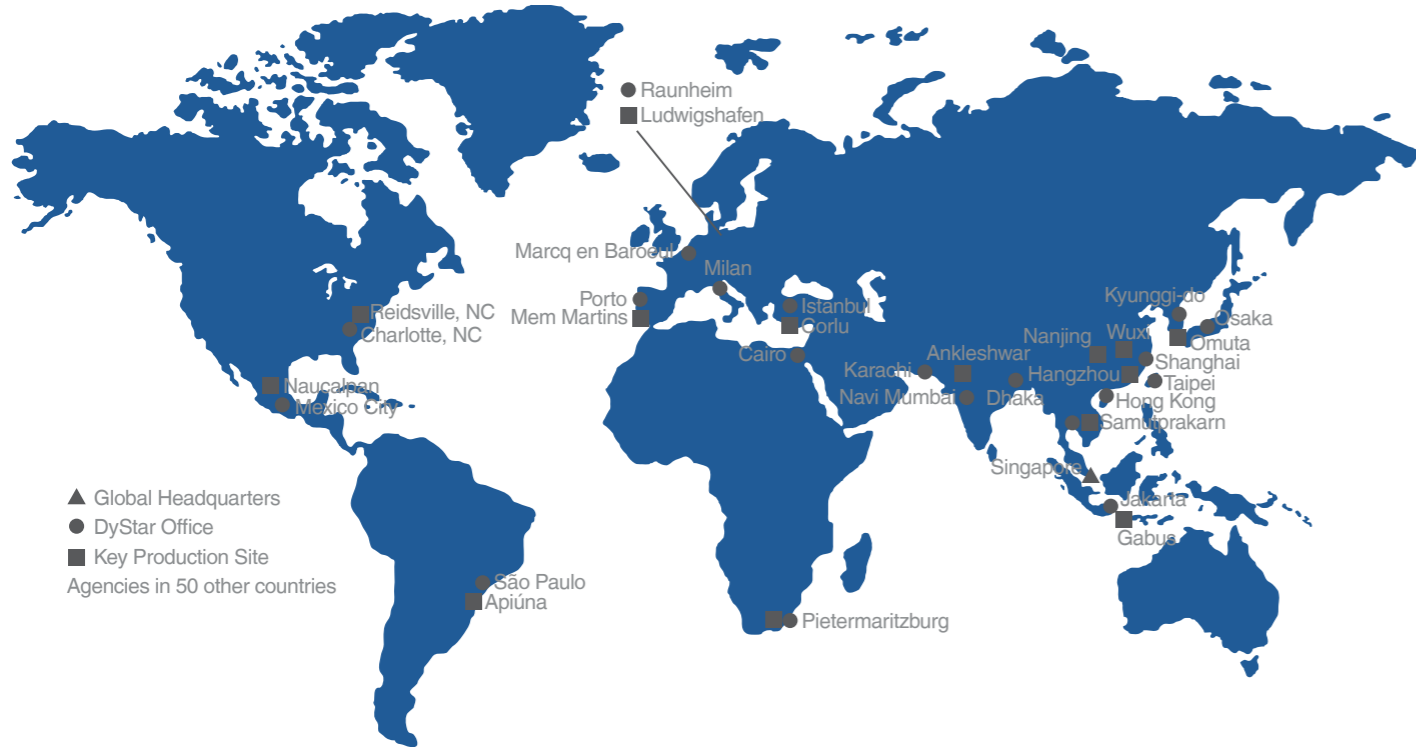 Raunheim
Ludwigshafen
Marcq en Baroeul
Milan
Porto
Mem Martins
Istanbul
Corlu
Cairo
Reidsville, NC
Charlotte, NC
Naucalpan
Mexico City
Kyunggi-do
Osaka
Omuta
Nanjing
Wuxi
Shanghai
Ankleshwar
Karachi
Hangzhou
Taipei
Navi Mumbai
Dhaka
Hong Kong
Samutprakarn
Singapore
Jakarta
Gabus
Global Headquarters
DyStar Office
Key Production Site
Agencies in 50 other countries
São Paulo
Apiúna
Pietermaritzburg